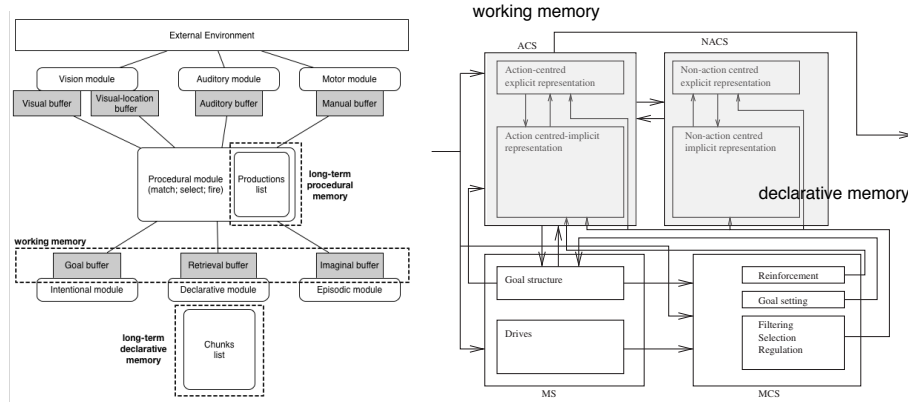 External Environment
Vision module
Auditory module
Motor module
Visual buffer
Visual-location
buffer
Auditory buffer
Manual buffer
Procedural module
(match; select; fire)
Productions
list
long-term
procedural
memory
working memory
Goal buffer
Retrieval buffer
Imaginal buffer
Intentional module
Declarative module
Episodic module
long-term
declarative
memory
Chunks
list
working memory
ACS
NACS
Action-centred
explicit representation
Non-action centred
explicit representation
Action centred-implicit
representation
Non-action centred
implicit representation
declarative memory
Goal structure
Reinforcement
Goal setting
Drives
Filtering
Selection
Regulation
MS
MCS